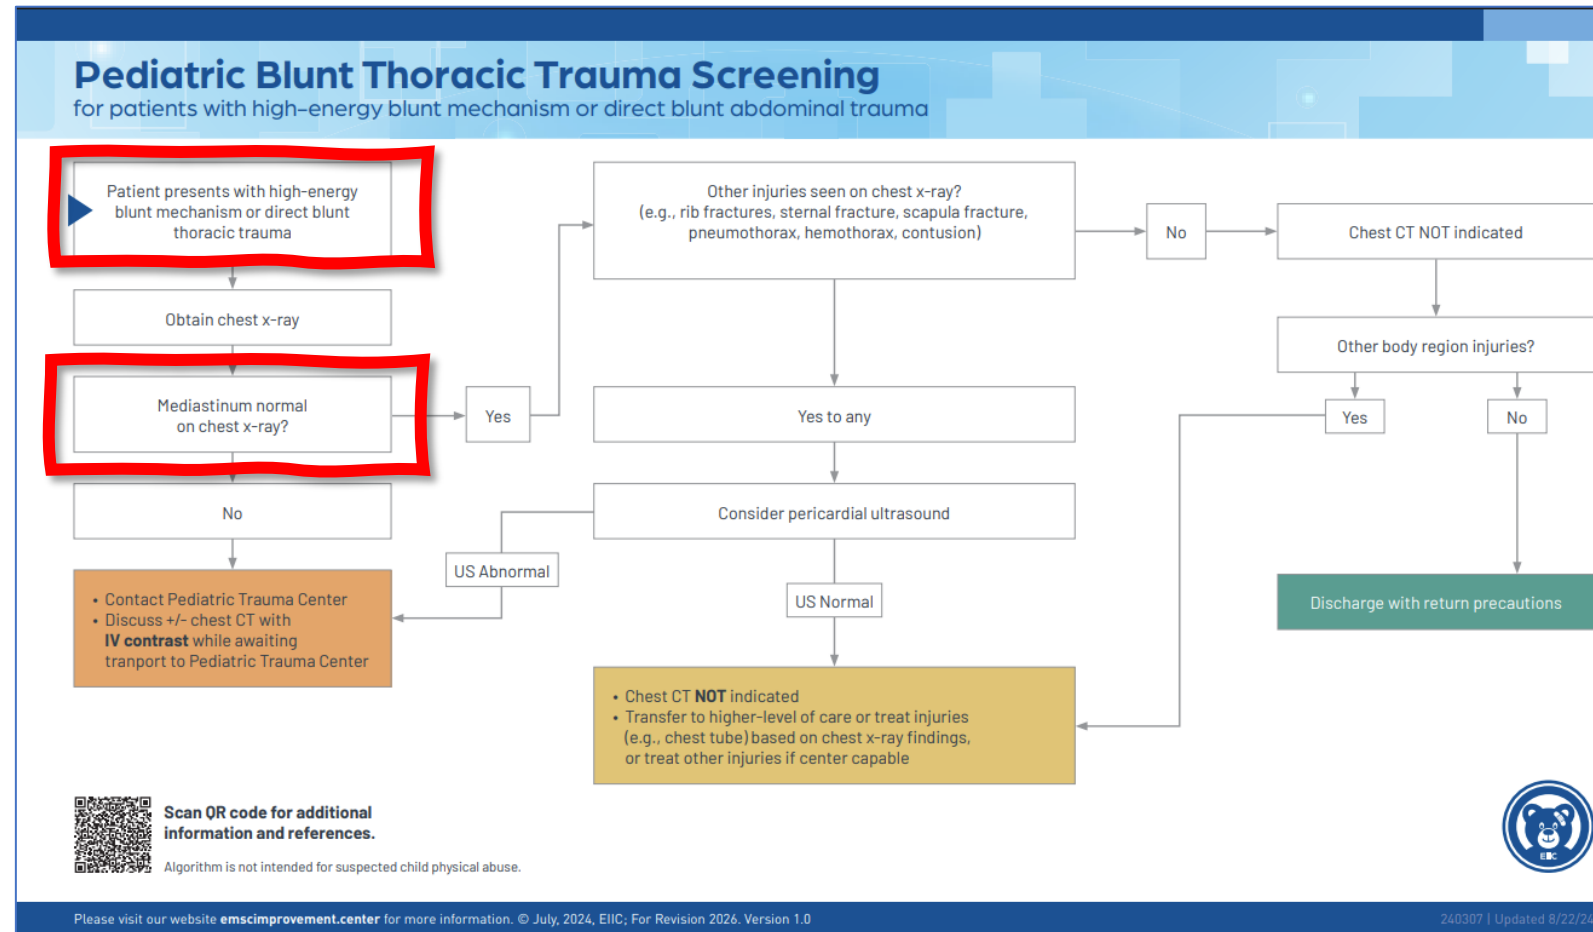 Pediatric Blunt Thoracic Trauma Screening
for patients with high-energy blunt mechanism or direct blunt abdominal trauma
Patient presents with high-energy
blunt mechanism or direct blunt
thoracic trauma
Obtain chest x-ray
Mediastinum normal
on chest x-ray?
Yes
No
• Contact Pediatric Trauma Center
• Discuss +/- chest CT with
IV contrast while awaiting
tranport to Pediatric Trauma Center
Other injuries seen on chest x-ray?
(e.g., rib fractures, sternal fracture, scapula fracture,
pneumothorax, hemothorax, contusion)
Yes to any
Consider pericardial ultrasound
US Abnormal
US Normal
• Chest CT NOT indicated
• Transfer to higher-level of care or treat injuries
(e.g., chest tube) based on chest x-ray findings,
or treat other injuries if center capable
No
Chest CT NOT indicated
Other body region injuries?
Yes
No
Discharge with return precautions
Scan QR code for additional
information and references.
Algorithm is not intended for suspected child physical abuse.
EIIC
Please visit our website emscimprovement.center for more information. © July, 2024, EIIC; For Revision 2026. Version 1.0
240307 | Updated 8/22/24